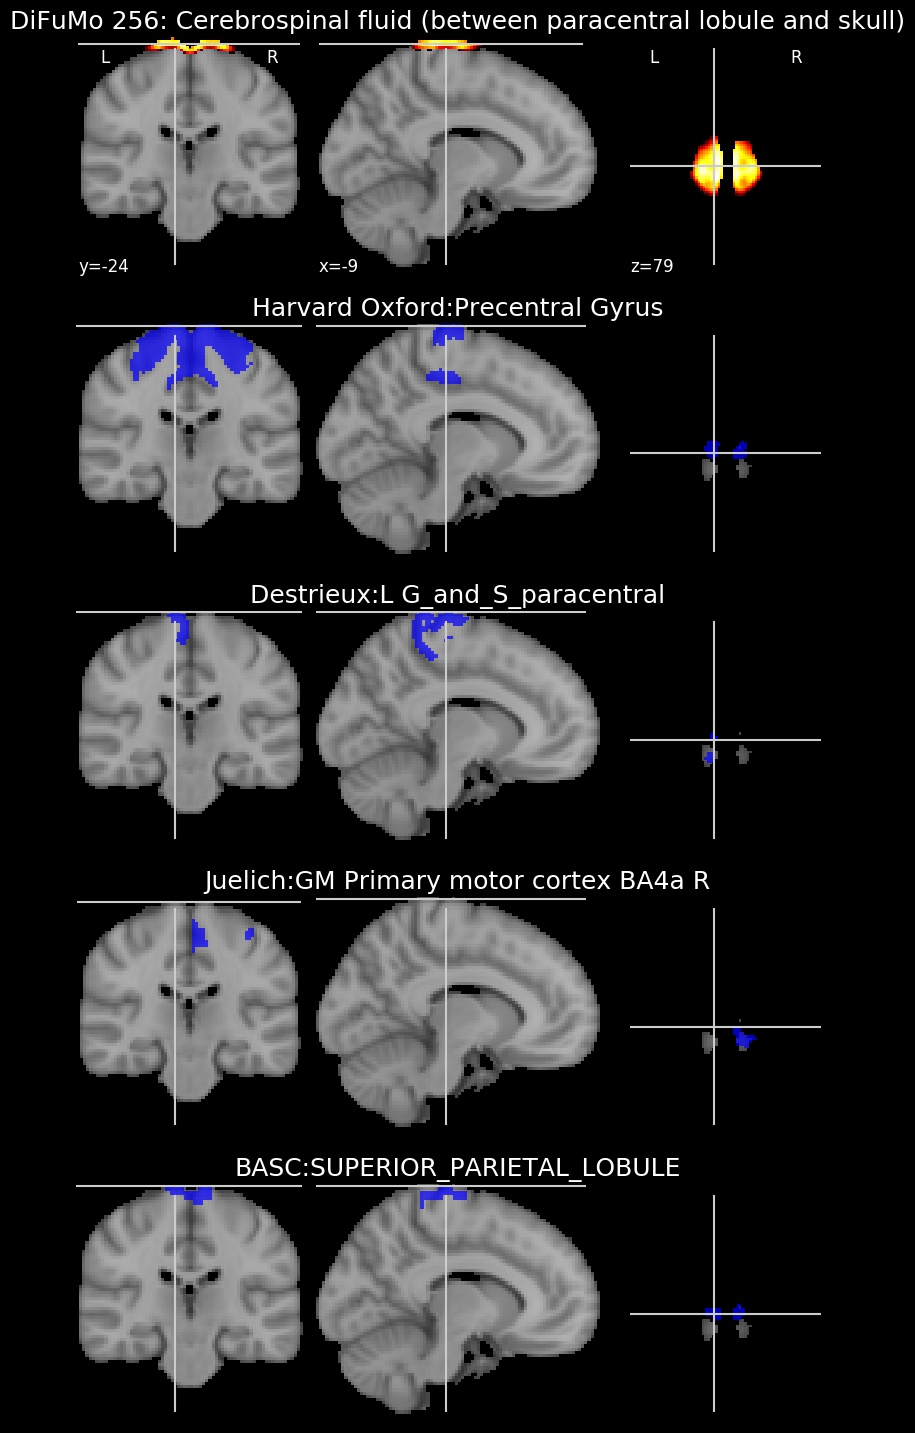 DiFuMo 256: Cerebrospinal fluid (between paracentral lobule and skull)
L R L R
y=-24 x=-9 z=79
Harvard Oxford:Precentral Gyrus
Destrieux:L G_and_S_paracentral
Juelich:GM Primary motor cortex BA4a R
BASC:SUPERIOR_PARIETAL_LOBULE